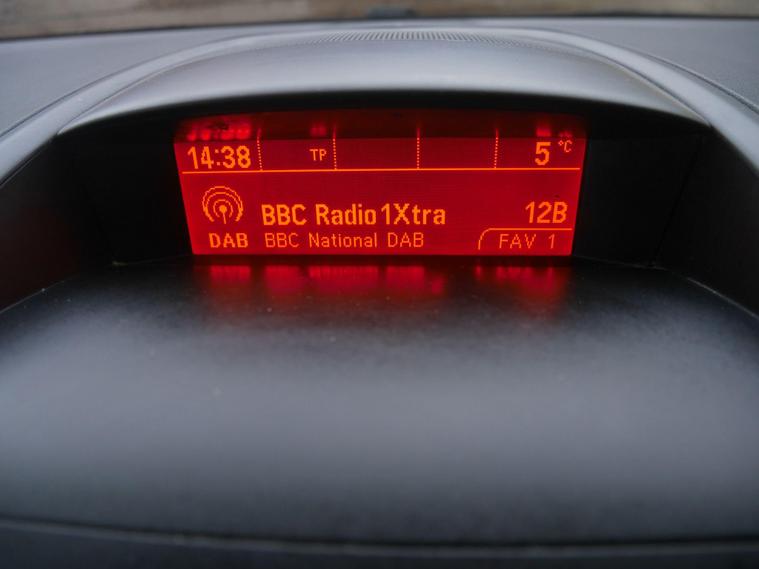 14:38 TP 5 °C
BBC Radio 1Xtra 12B
DAB BBC National DAB FAV 1